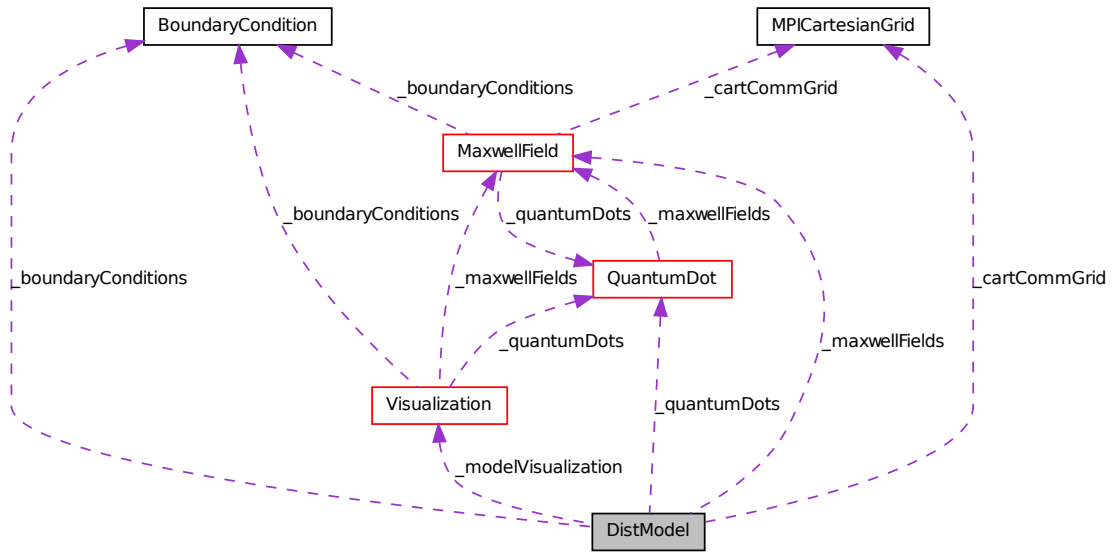 BoundaryCondition
MPICartesianGrid
_boundaryConditions
_cartCommGrid
MaxwellField
_boundaryConditions
_quantumDots
_maxwellFields
_boundaryConditions
_maxwellFields
QuantumDot
_cartCommGrid
_quantumDots
_maxwellFields
Visualization
_quantumDots
_modelVisualization
DistModel